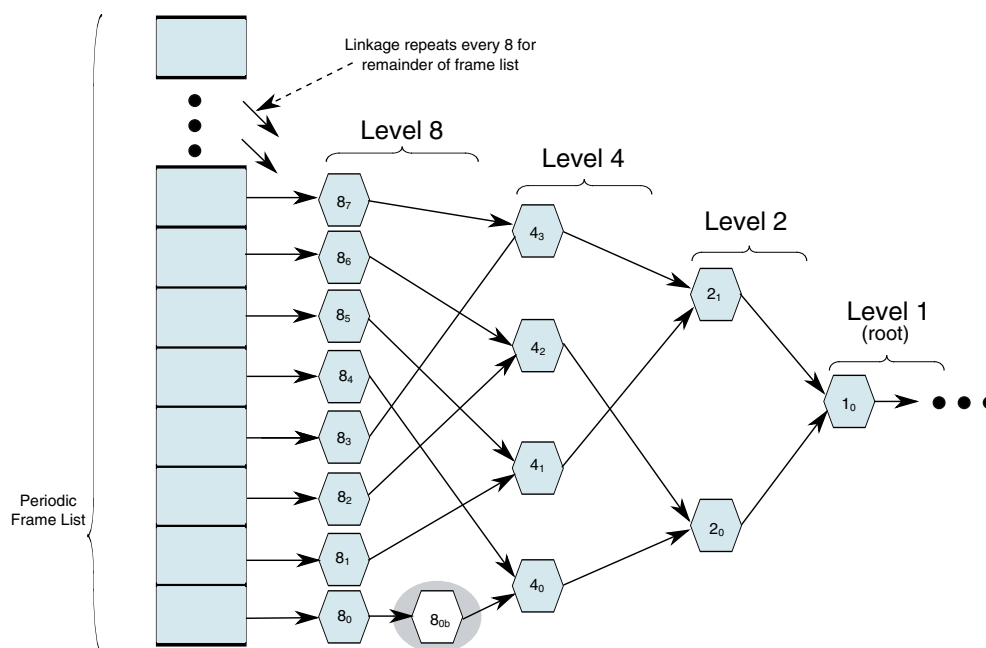 Linkage repeats every 8 for
remainder of frame list
Level 8
Level 4
Level 2
Level 1
(root)
8₇
8₆
8₅
8₄
8₃
8₂
8₁
8₀
8₀b
4₃
4₂
4₁
4₀
2₁
2₀
1₀
Periodic
Frame List